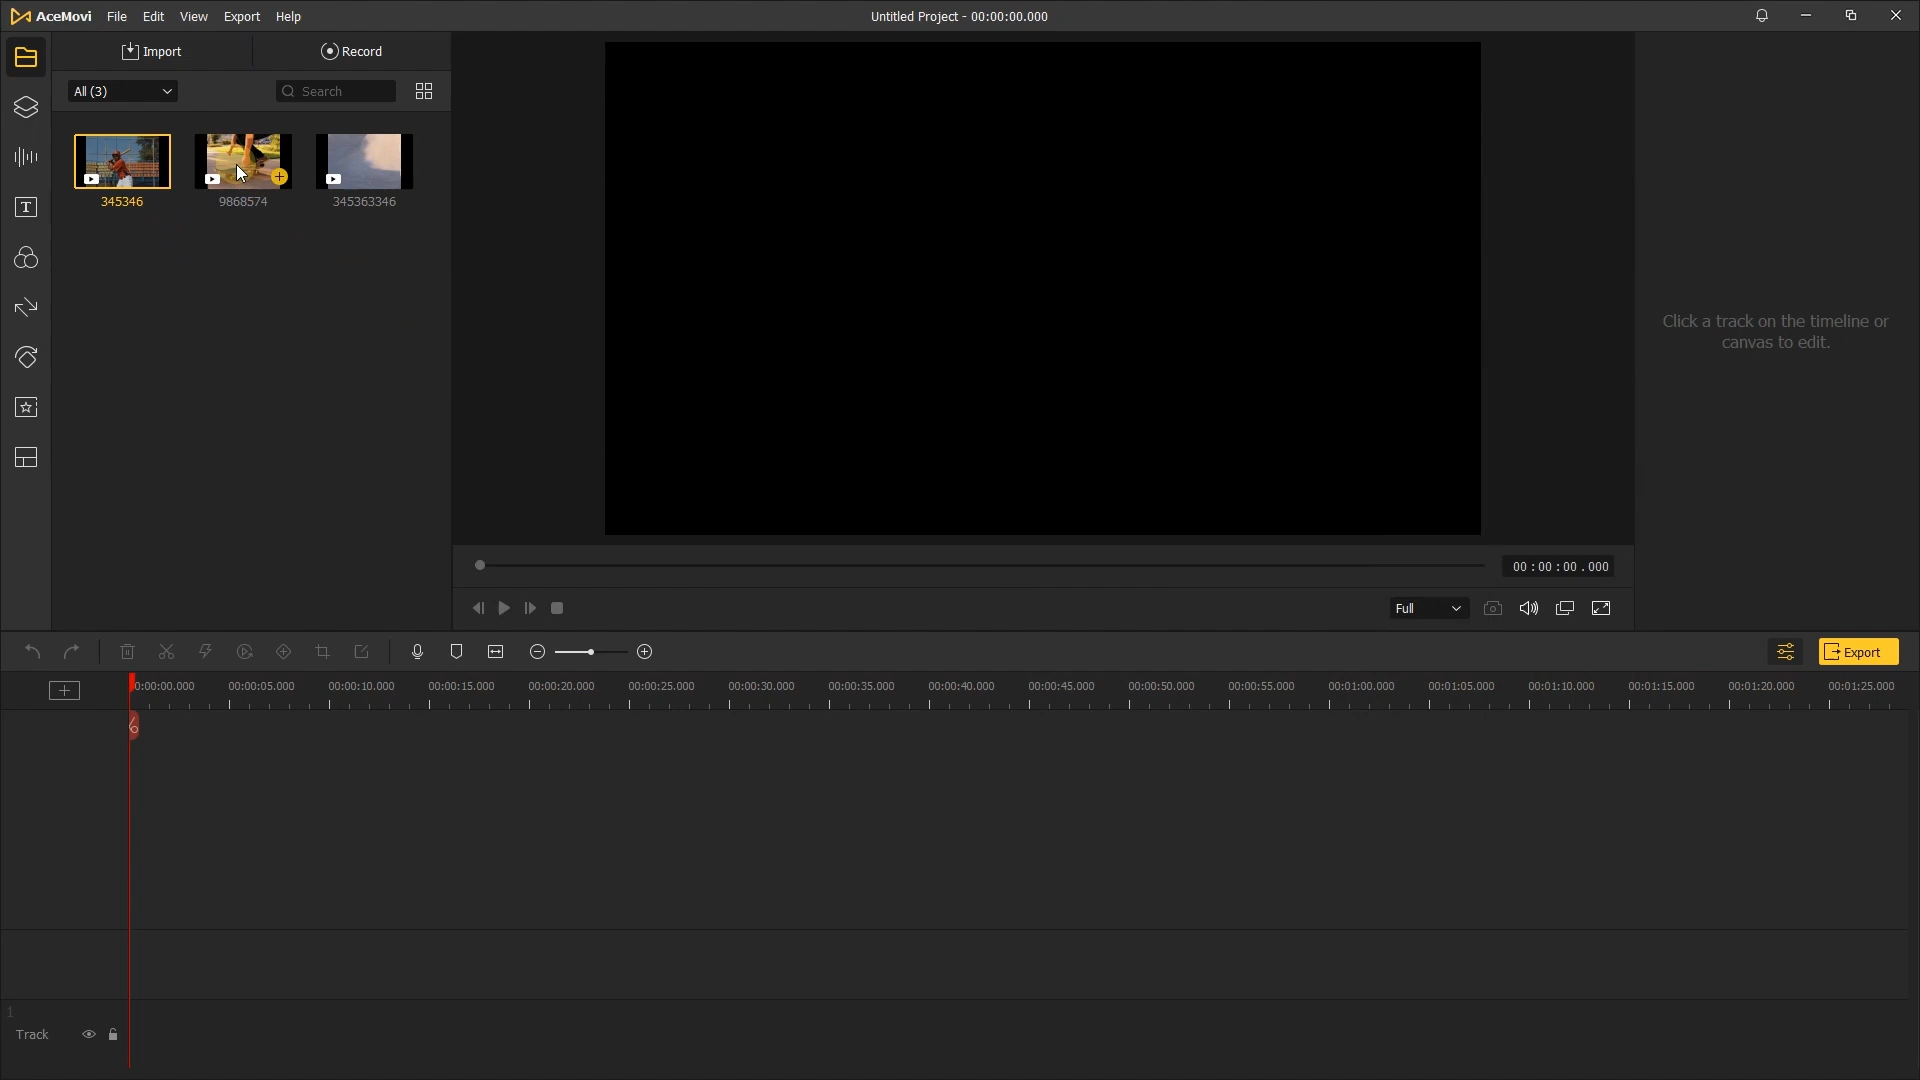 AceMovi File Edit View Export Help Untitled Project - 00:00:00.000
Import Record
All (3) Search
345346 9868574 345363346
Click a track on the timeline or
canvas to edit.
00 : 00 : 00 . 000
Full
Export
0:00:00.000 00:00:05.000 00:00:10.000 00:00:15.000 00:00:20.000 00:00:25.000 00:00:30.000 00:00:35.000 00:00:40.000 00:00:45.000 00:00:50.000 00:00:55.000 00:01:00.000 00:01:05.000 00:01:10.000 00:01:15.000 00:01:20.000 00:01:25.000
1
Track